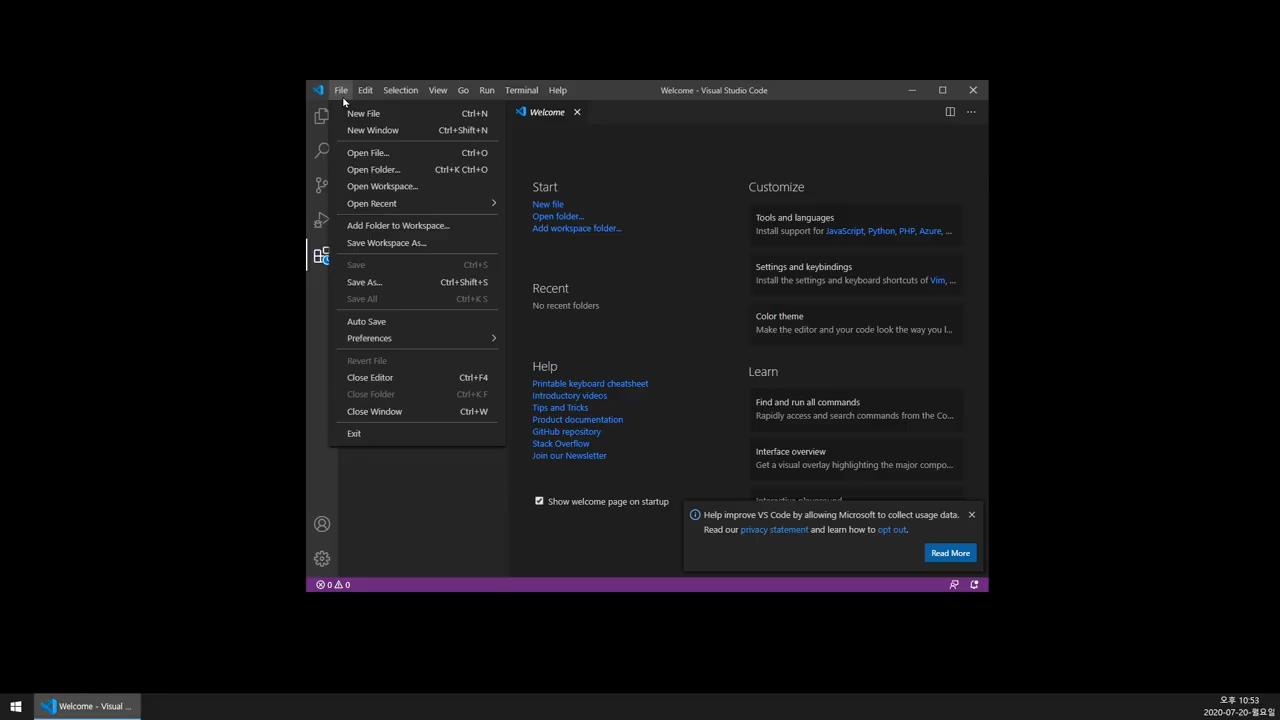 File Edit Selection View Go Run Terminal Help Welcome - Visual Studio Code
Welcome
New File Ctrl+N
New Window Ctrl+Shift+N
Open File... Ctrl+O
Open Folder... Ctrl+K Ctrl+O
Open Workspace...
Open Recent
Add Folder to Workspace...
Save Workspace As...
Save Ctrl+S
Save As... Ctrl+Shift+S
Save All Ctrl+K S
Auto Save
Preferences
Revert File
Close Editor Ctrl+F4
Close Folder Ctrl+K F
Close Window Ctrl+W
Exit
Start
New file
Open folder...
Add workspace folder...
Recent
No recent folders
Help
Printable keyboard cheatsheet
Introductory videos
Tips and Tricks
Product documentation
GitHub repository
Stack Overflow
Join our Newsletter
Show welcome page on startup
Customize
Tools and languages
Install support for JavaScript, Python, PHP, Azure, ...
Settings and keybindings
Install the settings and keyboard shortcuts of Vim, ...
Color theme
Make the editor and your code look the way you l...
Learn
Find and run all commands
Rapidly access and search commands from the Co...
Interface overview
Get a visual overlay highlighting the major compo...
Interactive playground
Help improve VS Code by allowing Microsoft to collect usage data.
Read our privacy statement and learn how to opt out.
Read More
0 0
Welcome - Visual ...
오후 10:53
2020-07-20-월요일